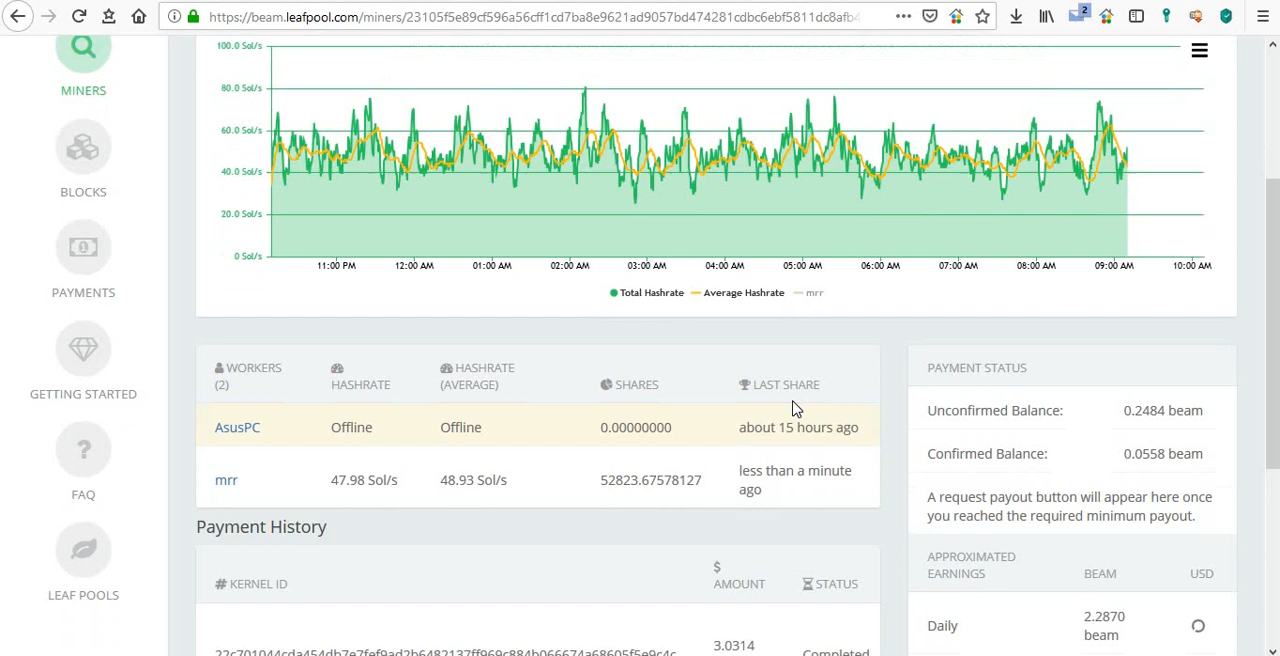 https://beam.leafpool.com/miners/23105f5e89cf596a56cff1cd7ba8e9621ad9057bd474281cdbc6ebf5811dc8afb4
2
MINERS
BLOCKS
PAYMENTS
GETTING STARTED
?
FAQ
LEAF POOLS
100.0 Sol/s
80.0 Sol/s
60.0 Sol/s
40.0 Sol/s
20.0 Sol/s
0 Sol/s
11:00 PM 12:00 AM 01:00 AM 02:00 AM 03:00 AM 04:00 AM 05:00 AM 06:00 AM 07:00 AM 08:00 AM 09:00 AM 10:00 AM
Total Hashrate Average Hashrate mrr
WORKERS (2) HASHRATE HASHRATE (AVERAGE) SHARES LAST SHARE
AsusPC Offline Offline 0.00000000 about 15 hours ago
mrr 47.98 Sol/s 48.93 Sol/s 52823.67578127 less than a minute ago
Payment History
# KERNEL ID $ AMOUNT STATUS
22c701044cda454db7e7fef9ad2b6482137ff969c884b066674a68605f5e9c4c 3.0314 Completed
PAYMENT STATUS
Unconfirmed Balance: 0.2484 beam
Confirmed Balance: 0.0558 beam
A request payout button will appear here once
you reached the required minimum payout.
APPROXIMATED EARNINGS BEAM USD
Daily 2.2870 beam